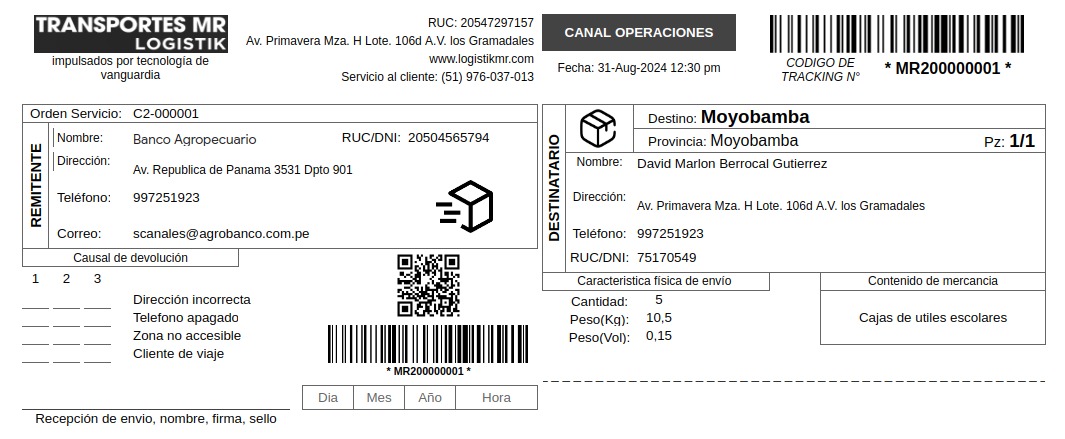 TRANSPORTES MR
LOGISTIK
impulsados por tecnología de
vanguardia
RUC: 20547297157
Av. Primavera Mza. H Lote. 106d A.V. los Gramadales
www.logistikmr.com
Servicio al cliente: (51) 976-037-013
CANAL OPERACIONES
Fecha: 31-Aug-2024 12:30 pm
CODIGO DE
TRACKING N°
* MR200000001 *
Orden Servicio: C2-000001
REMITENTE
Nombre: Banco Agropecuario RUC/DNI: 20504565794
Dirección:
Av. Republica de Panama 3531 Dpto 901
Teléfono: 997251923
Correo: scanales@agrobanco.com.pe
DESTINATARIO
Destino: Moyobamba
Provincia: Moyobamba Pz: 1/1
Nombre: David Marlon Berrocal Gutierrez
Dirección:
Av. Primavera Mza. H Lote. 106d A.V. los Gramadales
Teléfono: 997251923
RUC/DNI: 75170549
Causal de devolución
1 2 3
Dirección incorrecta
Telefono apagado
Zona no accesible
Cliente de viaje
* MR200000001 *
Dia Mes Año Hora
Recepción de envio, nombre, firma, sello
Caracteristica física de envío
Cantidad: 5
Peso(Kg): 10,5
Peso(Vol): 0,15
Contenido de mercancia
Cajas de utiles escolares